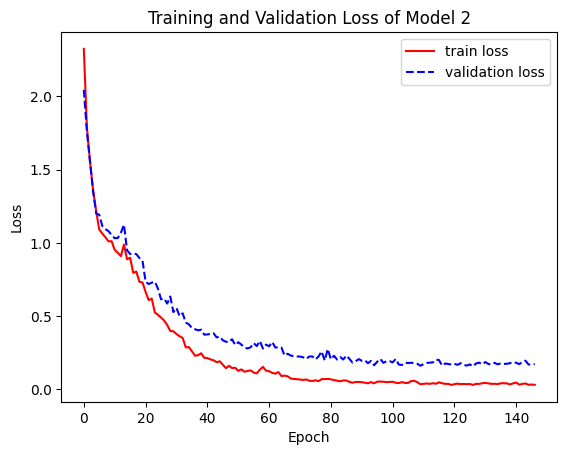 Training and Validation Loss of Model 2
train loss
validation loss
2.0
1.5
1.0
0.5
0.0
Loss
0 20 40 60 80 100 120 140
Epoch